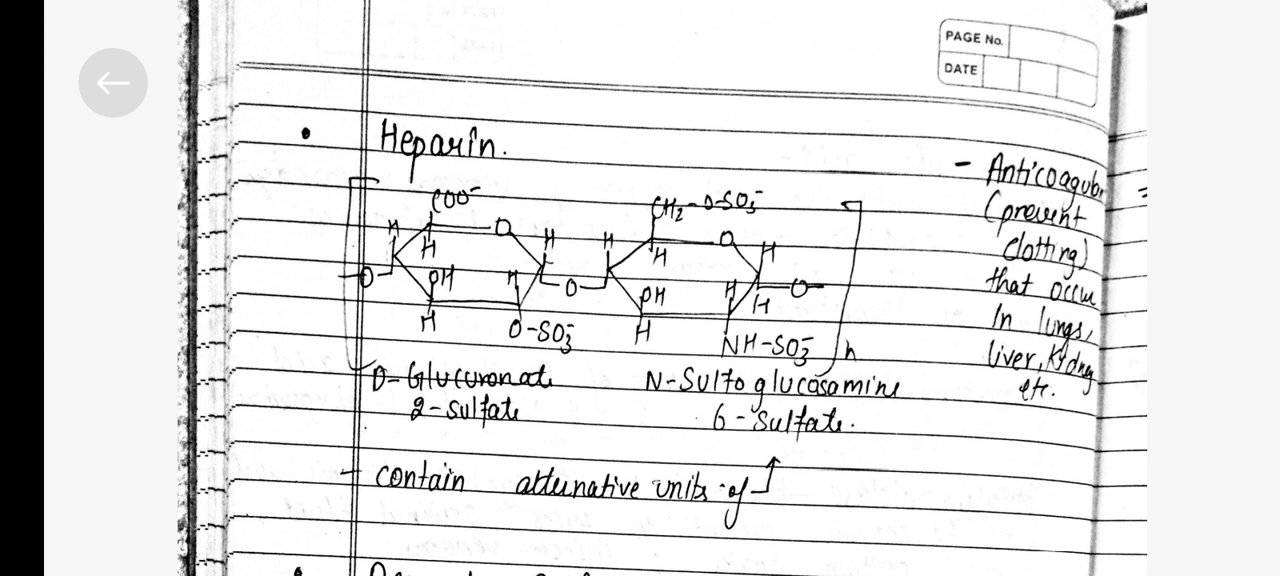 PAGE No.
DATE
• Heparin.
COO⁻
CH₂-O-SO₃⁻
H O H H O H
H H
O OH H O OH H H O
H O-SO₃⁻ H NH-SO₃⁻ n
D-Glucuronate N-Sulfo glucosamine
2-sulfate 6-Sulfate.
- contain alternative units of
- Anticoagula
(prevent
clotting)
that occur
in lungs,
liver, Kidney
etc.